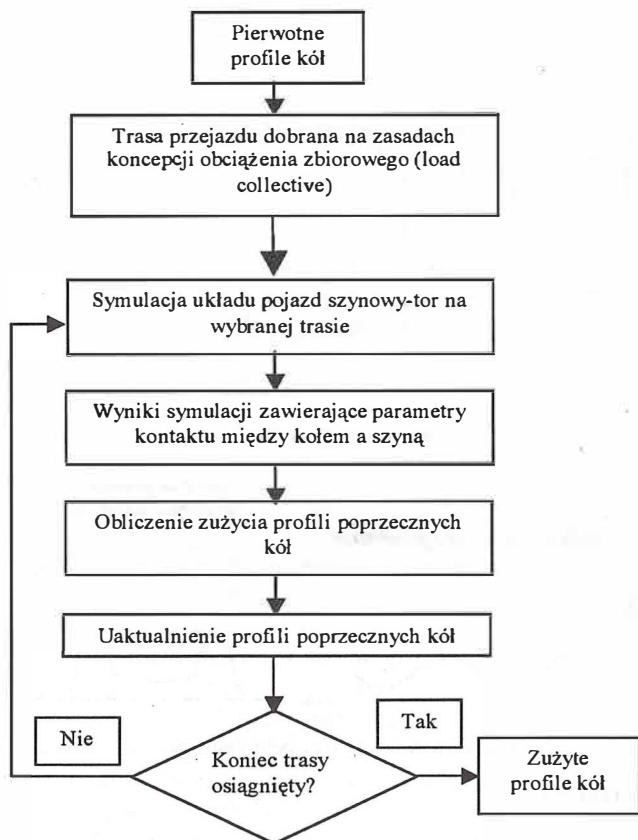 Pierwotne
profile kół
Trasa przejazdu dobrana na zasadach
koncepcji obciążenia zbiorowego (load
collective)
Symulacja układu pojazd szynowy-tor na
wybranej trasie
Wyniki symulacji zawierające parametry
kontaktu między kołem a szyną
Obliczenie zużycia profili poprzecznych
kół
Uaktualnienie profili poprzecznych kół
Nie
Koniec trasy
osiągnięty?
Tak
Zużyte
profile kół